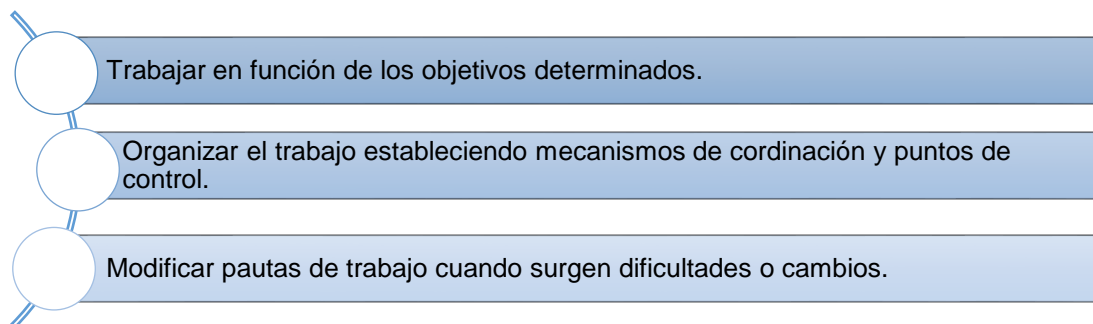 Trabajar en función de los objetivos determinados.
Organizar el trabajo estableciendo mecanismos de cordinación y puntos de
control.
Modificar pautas de trabajo cuando surgen dificultades o cambios.